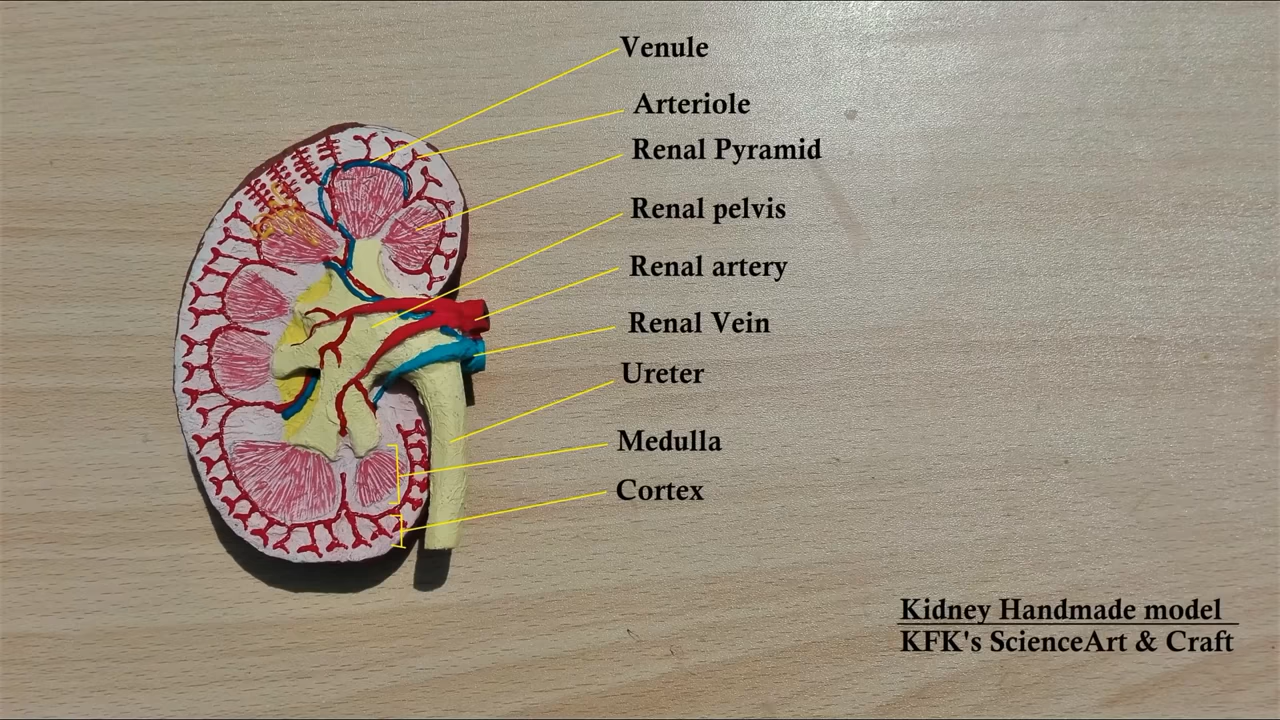 Venule
Arteriole
Renal Pyramid
Renal pelvis
Renal artery
Renal Vein
Ureter
Medulla
Cortex
Kidney Handmade model
KFK's ScienceArt & Craft